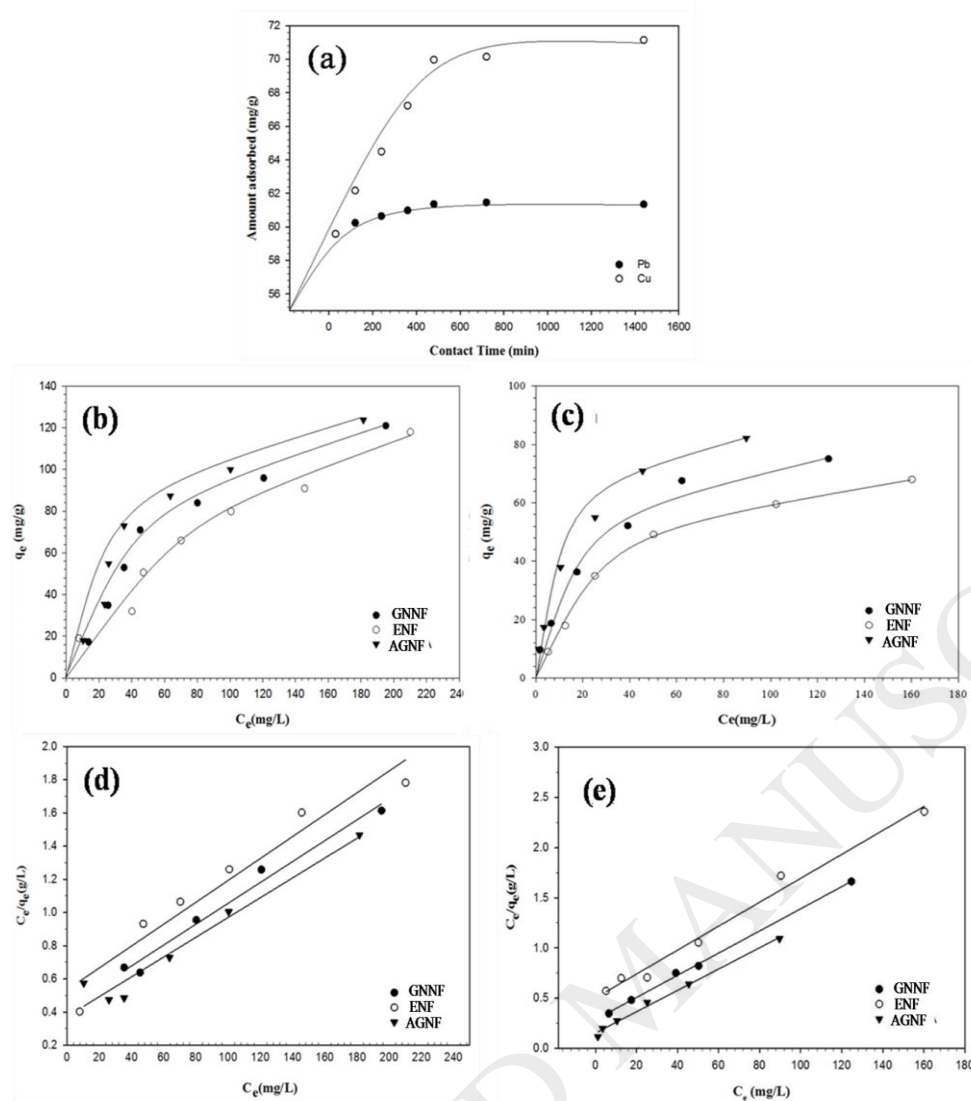 (a)
Amount adsorbed (mg/g)
72
70
68
66
64
62
60
58
56
Pb
Cu
0 200 400 600 800 1000 1200 1400 1600
Contact Time (min)
(b)
qe (mg/g)
140
120
100
80
60
40
20
0
GNNF
ENF
AGNF
0 20 40 60 80 100 120 140 160 180 200 220 240
Ce(mg/L)
(c)
qe (mg/g)
100
80
60
40
20
0
GNNF
ENF
AGNF
0 20 40 60 80 100 120 140 160 180
Ce(mg/L)
(d)
Ce/qe(g/L)
2.0
1.8
1.6
1.4
1.2
1.0
0.8
0.6
0.4
0.2
GNNF
ENF
AGNF
0 20 40 60 80 100 120 140 160 180 200 220 240
Ce(mg/L)
(e)
Ce/qe(g/L)
3.0
2.5
2.0
1.5
1.0
0.5
0.0
GNNF
ENF
AGNF
0 20 40 60 80 100 120 140 160 180
Ce (mg/L)
D MANUSC